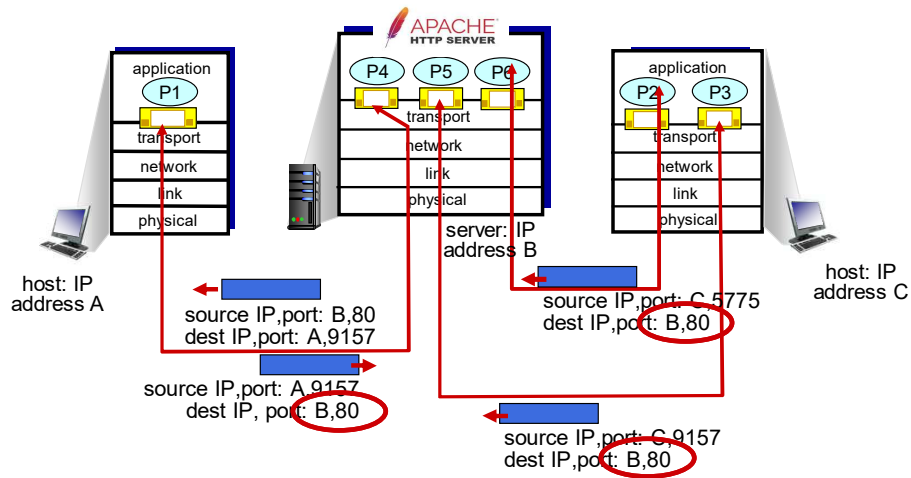 APACHE
HTTP SERVER
application
P1
transport
network
link
physical
host: IP
address A
P4
P5
P6
transport
network
link
physical
server: IP
address B
application
P2
P3
transport
network
link
physical
host: IP
address C
source IP,port: B,80
dest IP,port: A,9157
source IP,port: A,9157
dest IP, port: B,80
source IP,port: C,5775
dest IP,port: B,80
source IP,port: C,9157
dest IP,port: B,80